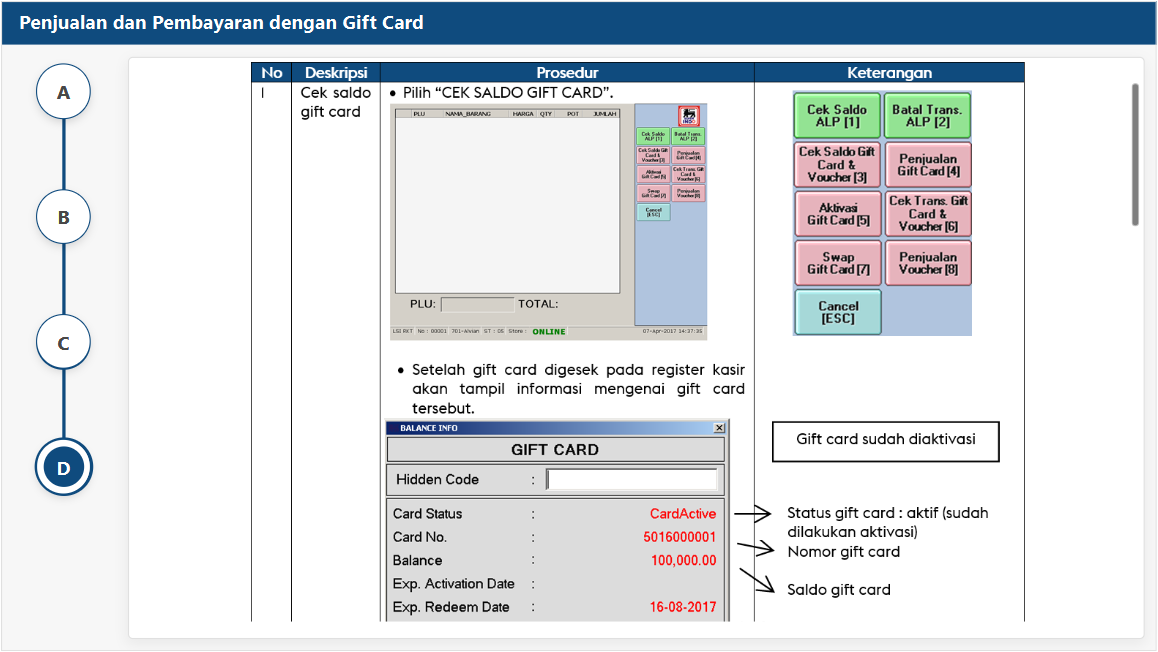 Penjualan dan Pembayaran dengan Gift Card
A
B
C
D
No Deskripsi Prosedur Keterangan
1 Cek saldo gift card
• Pilih “CEK SALDO GIFT CARD”.
PLU NAMA_BARANG HARGA QTY POT JUMLAH
Cek Saldo ALP [1]
Batal Trans. ALP [2]
Cek Saldo Gift Card & Voucher[3]
Penjualan Gift Card[4]
Aktivasi Gift Card[5]
Cek Trans. Gift Card & Voucher[6]
Swap Gift Card [7]
Penjualan Voucher[8]
Cancel [ESC]
PLU: TOTAL:
No : 00001 701-Alvian ST : 05 Store : ONLINE 07-Apr-2017 14:37:35
Cek Saldo
ALP [1]
Batal Trans.
ALP [2]
Cek Saldo Gift
Card &
Voucher [3]
Penjualan
Gift Card [4]
Aktivasi
Gift Card [5]
Cek Trans. Gift
Card &
Voucher [6]
Swap
Gift Card [7]
Penjualan
Voucher [8]
Cancel
[ESC]
• Setelah gift card digesek pada register kasir
akan tampil informasi mengenai gift card
tersebut.
BALANCE INFO
GIFT CARD
Hidden Code :
Card Status : CardActive
Card No. : 5016000001
Balance : 100,000.00
Exp. Activation Date :
Exp. Redeem Date : 16-08-2017
Gift card sudah diaktivasi
Status gift card : aktif (sudah
dilakukan aktivasi)
Nomor gift card
Saldo gift card